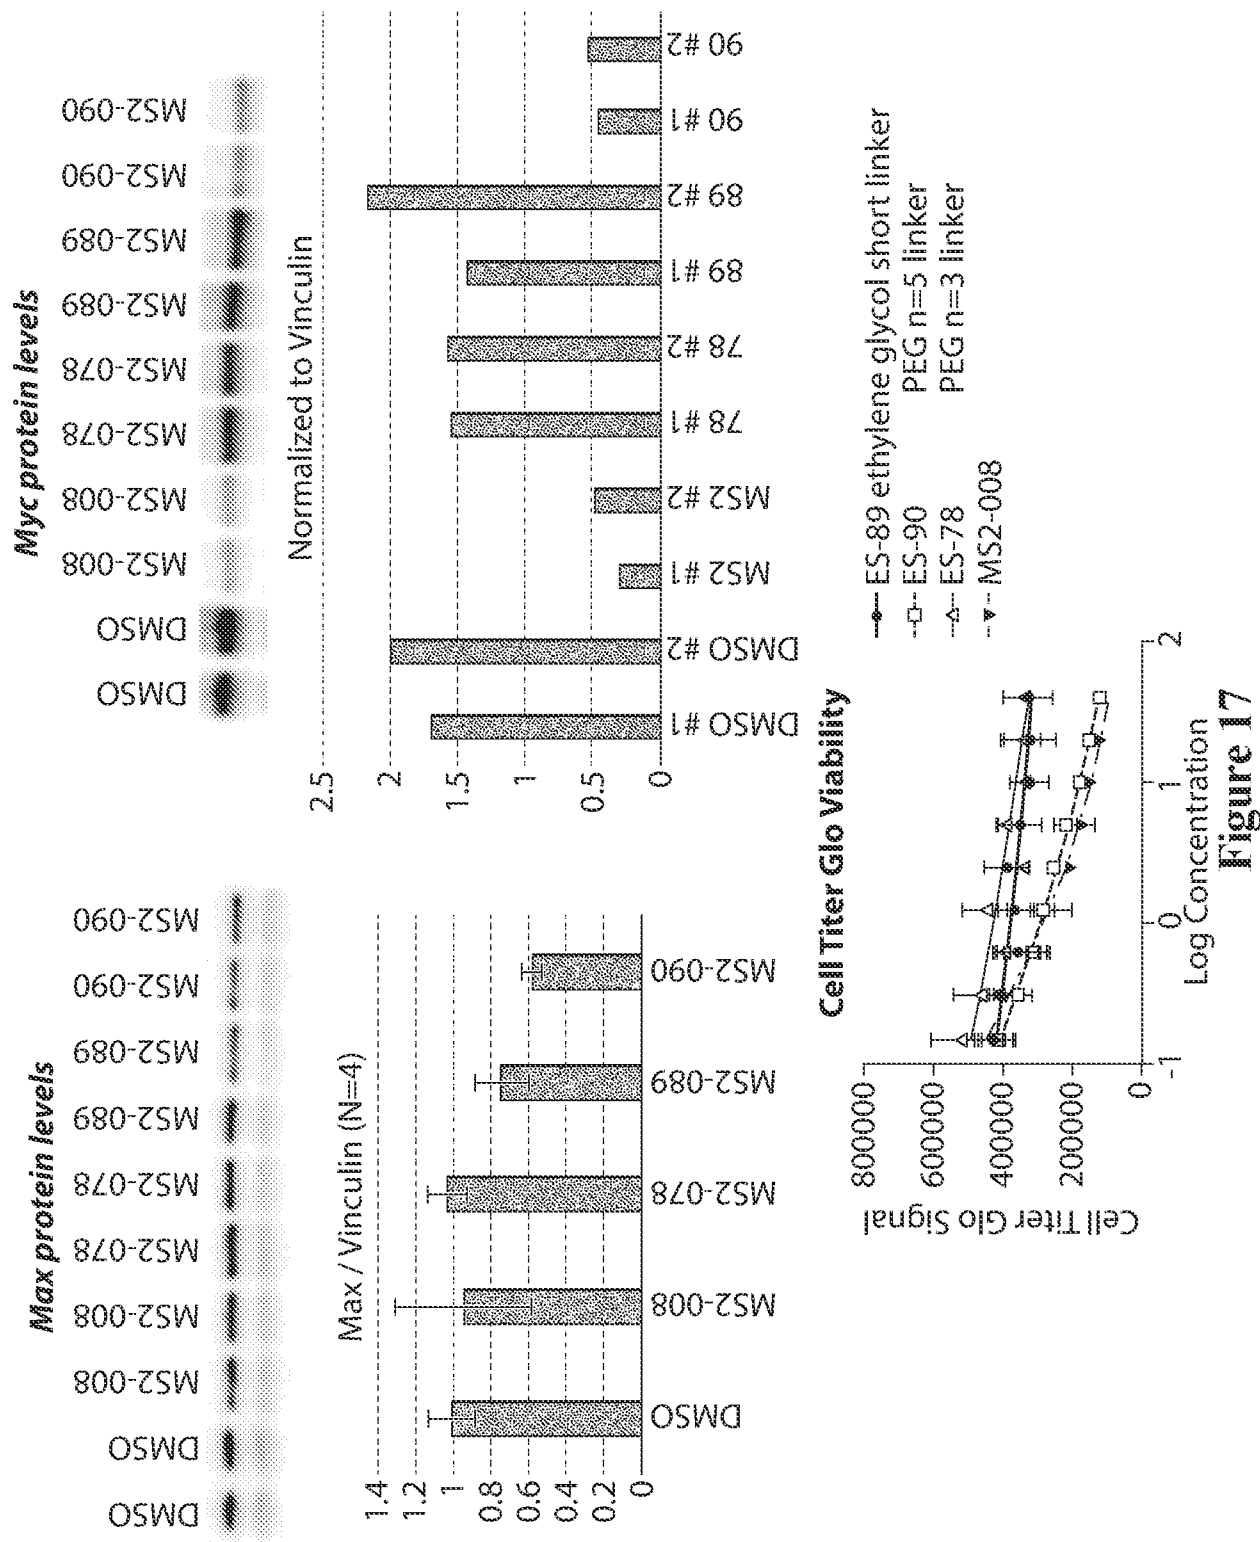 Max protein levels
DMSO
DMSO
MS2-008
MS2-008
MS2-078
MS2-078
MS2-089
MS2-089
MS2-090
MS2-090
Max / Vinculin (N=4)
1.4
1.2
1
0.8
0.6
0.4
0.2
0
DMSO
MS2-008
MS2-078
MS2-089
MS2-090
Myc protein levels
DMSO
DMSO
MS2-008
MS2-008
MS2-078
MS2-078
MS2-089
MS2-089
MS2-090
MS2-090
Normalized to Vinculin
2.5
2
1.5
1
0.5
0
DMSO #1
DMSO #2
MS2 #1
MS2 #2
78 #1
78 #2
89 #1
89 #2
90 #1
90 #2
Cell Titer Glo Viability
Cell Titer Glo Signal
800000
600000
400000
200000
0
-1
0
1
2
Log Concentration
ES-89 ethylene glycol short linker
ES-90 PEG n=5 linker
ES-78 PEG n=3 linker
MS2-008
Figure 17